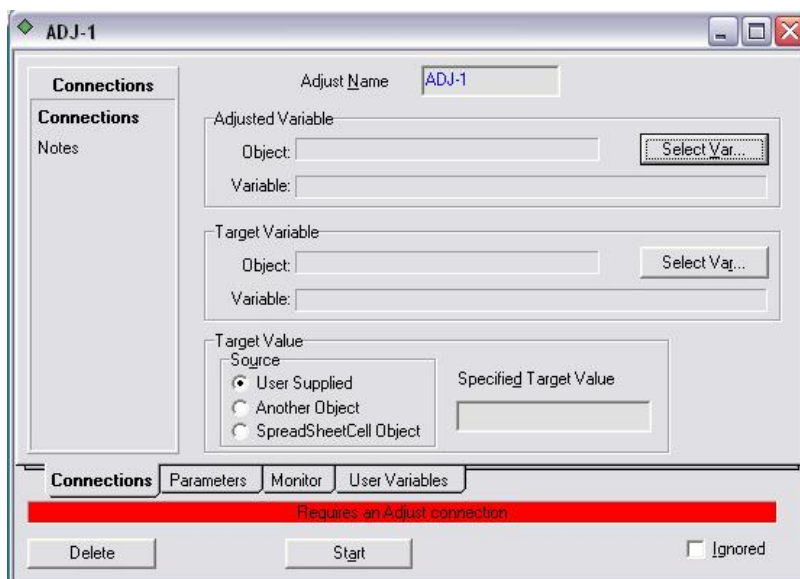 ADJ-1
Connections
Connections
Notes
Adjust Name ADJ-1
Adjusted Variable
Object:
Select Var...
Variable:
Target Variable
Object:
Select Var...
Variable:
Target Value
Source
User Supplied
Another Object
SpreadSheetCell Object
Specified Target Value
Connections Parameters Monitor User Variables
Requires an Adjust connection
Delete Start Ignored